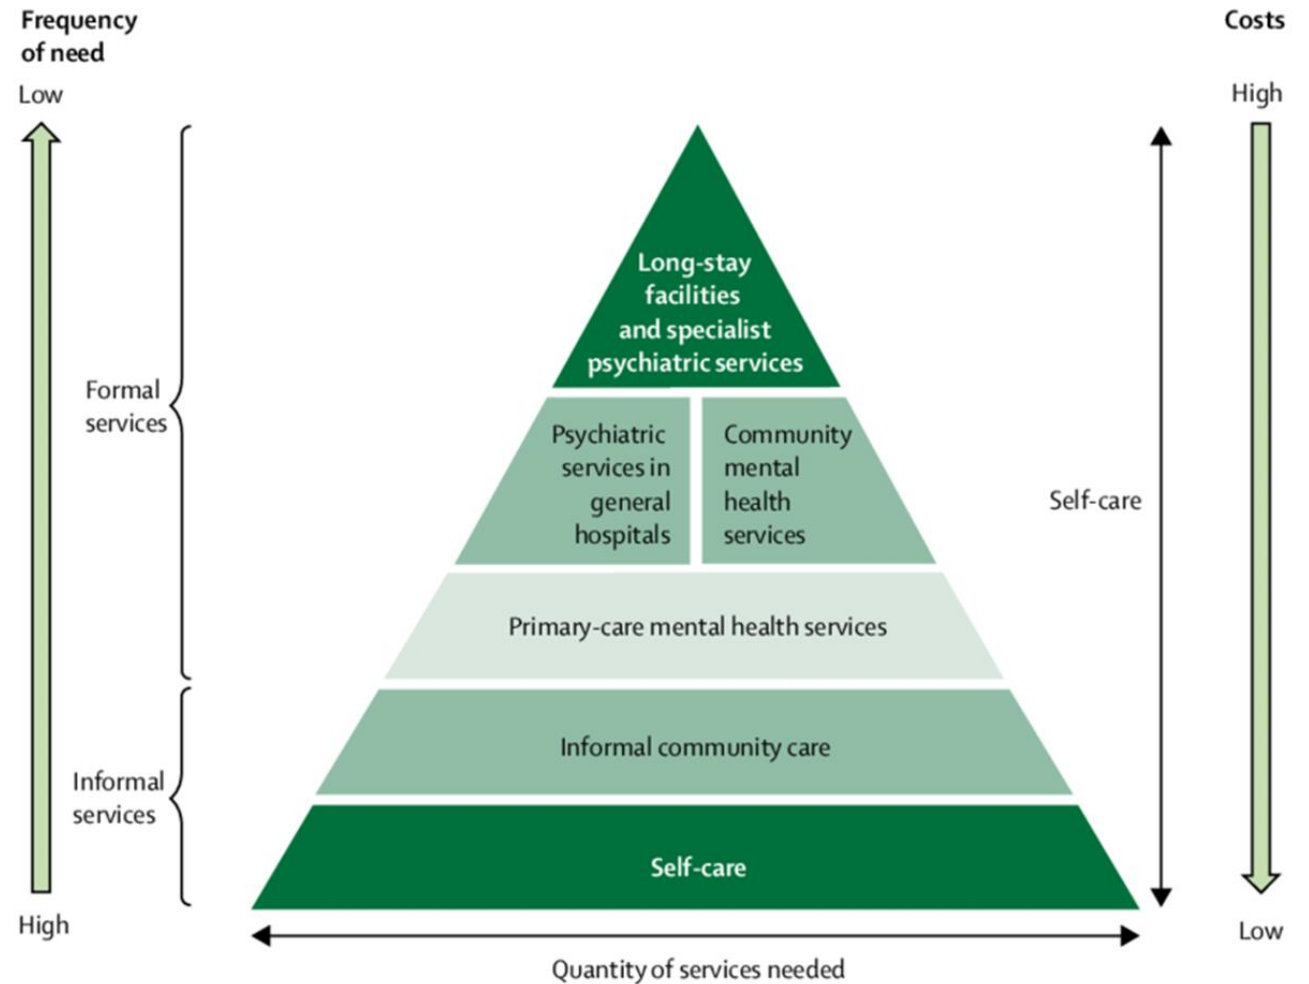 Frequency
of need
Low
Costs
High
Long-stay
facilities
and specialist
psychiatric services
Formal
services
Psychiatric
services in
general
hospitals
Community
mental
health
services
Self-care
Primary-care mental health services
Informal community care
Informal
services
Self-care
High
Low
Quantity of services needed